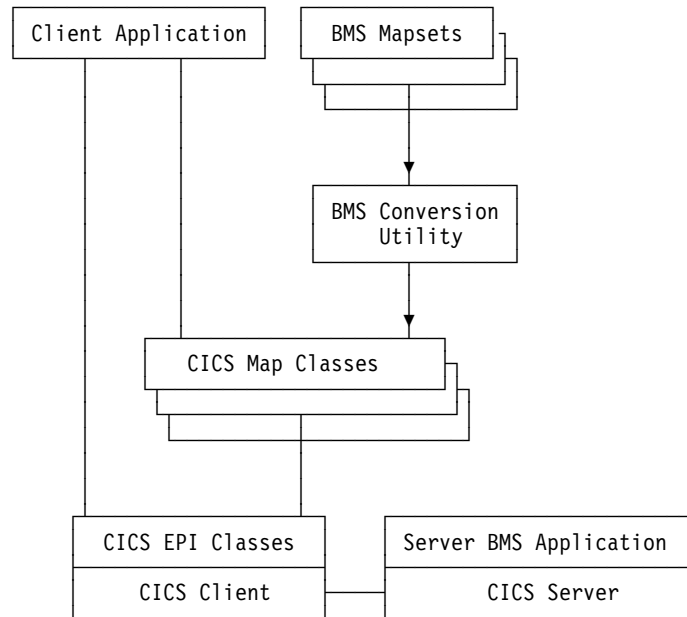 Client Application
BMS Mapsets
BMS Conversion
Utility
CICS Map Classes
CICS EPI Classes
Server BMS Application
CICS Client
CICS Server